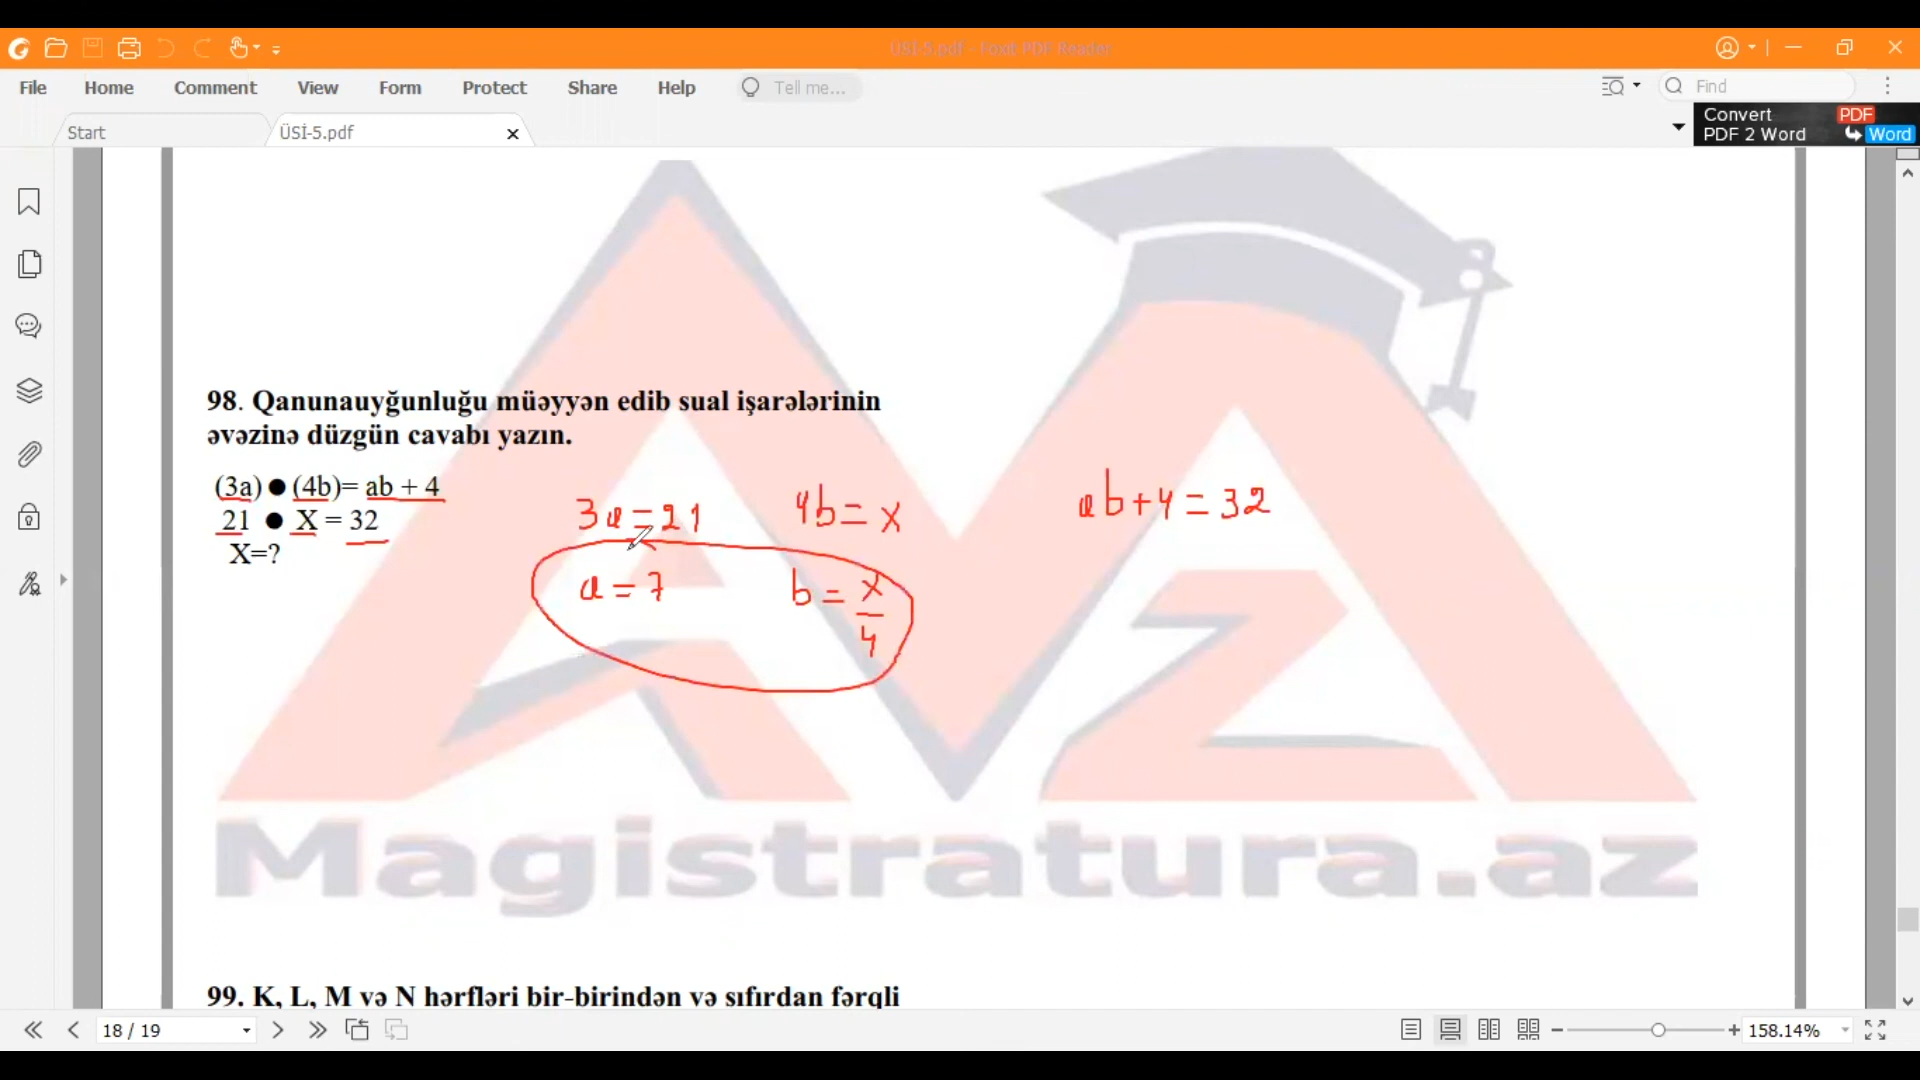 ÜSİ-5.pdf - Foxit PDF Reader
File Home Comment View Form Protect Share Help Tell me... Find
Start ÜSİ-5.pdf
Convert PDF
PDF 2 Word Word
98. Qanunauyğunluğu müəyyən edib sual işarələrinin
əvəzinə düzgün cavabı yazın.
(3a) ● (4b)= ab + 4
21 ● X = 32
X=?
3a = 21 4b = x ab + 4 = 32
a = 7 b = x/4
Magistratura.az
99. K, L, M və N hərfləri bir-birindən və sıfırdan fərqli
18 / 19 158.14%